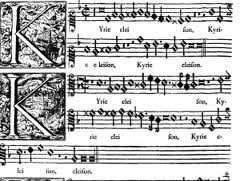 K Yrie elei son, Kyri-
e e leison, Kyrie eleison.
K Yrie elei son, Ky-
rie elei son, Kyrie e-
lei son, eleison.